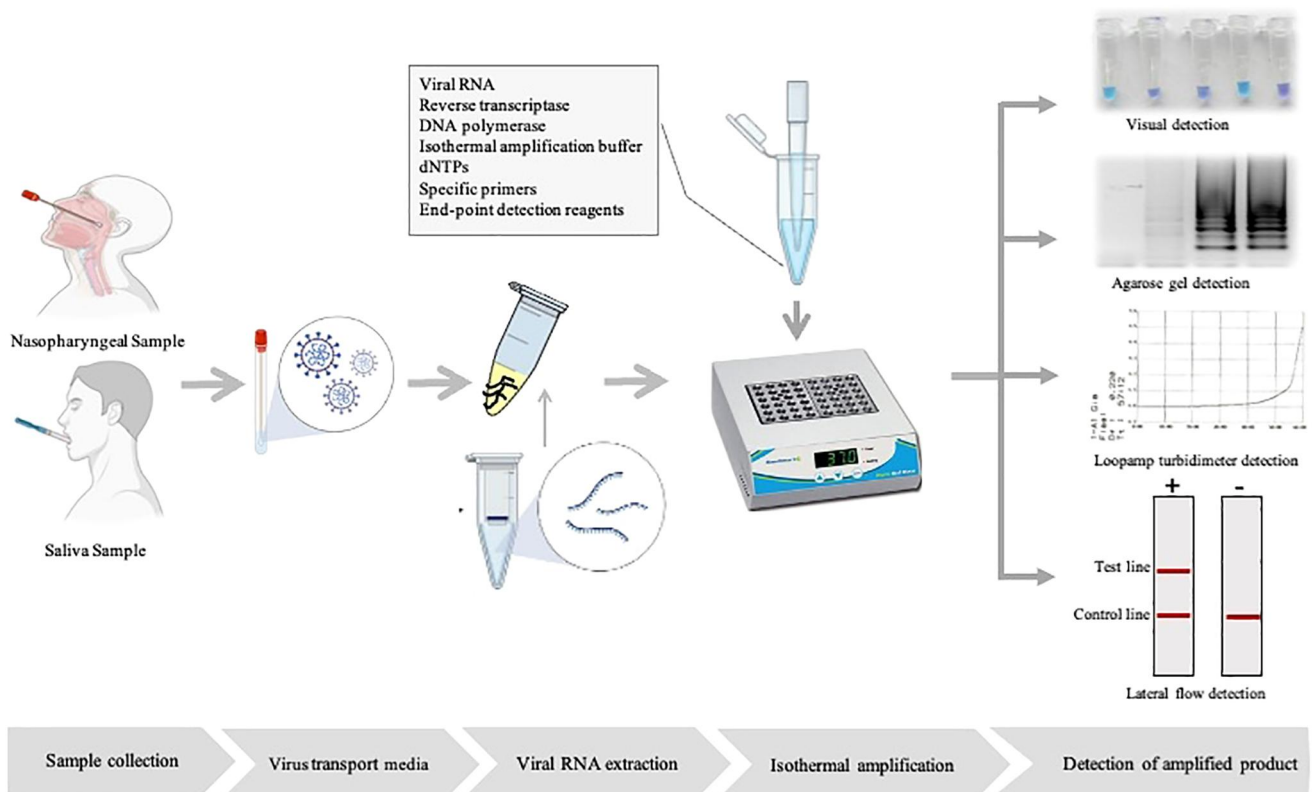 Viral RNA
Reverse transcriptase
DNA polymerase
Isothermal amplification buffer
dNTPs
Specific primers
End-point detection reagents
Nasopharyngeal Sample
Saliva Sample
37.0
Visual detection
Agarose gel detection
Loopamp turbidimeter detection
+ -
Test line
Control line
Lateral flow detection
Sample collection
Virus transport media
Viral RNA extraction
Isothermal amplification
Detection of amplified product